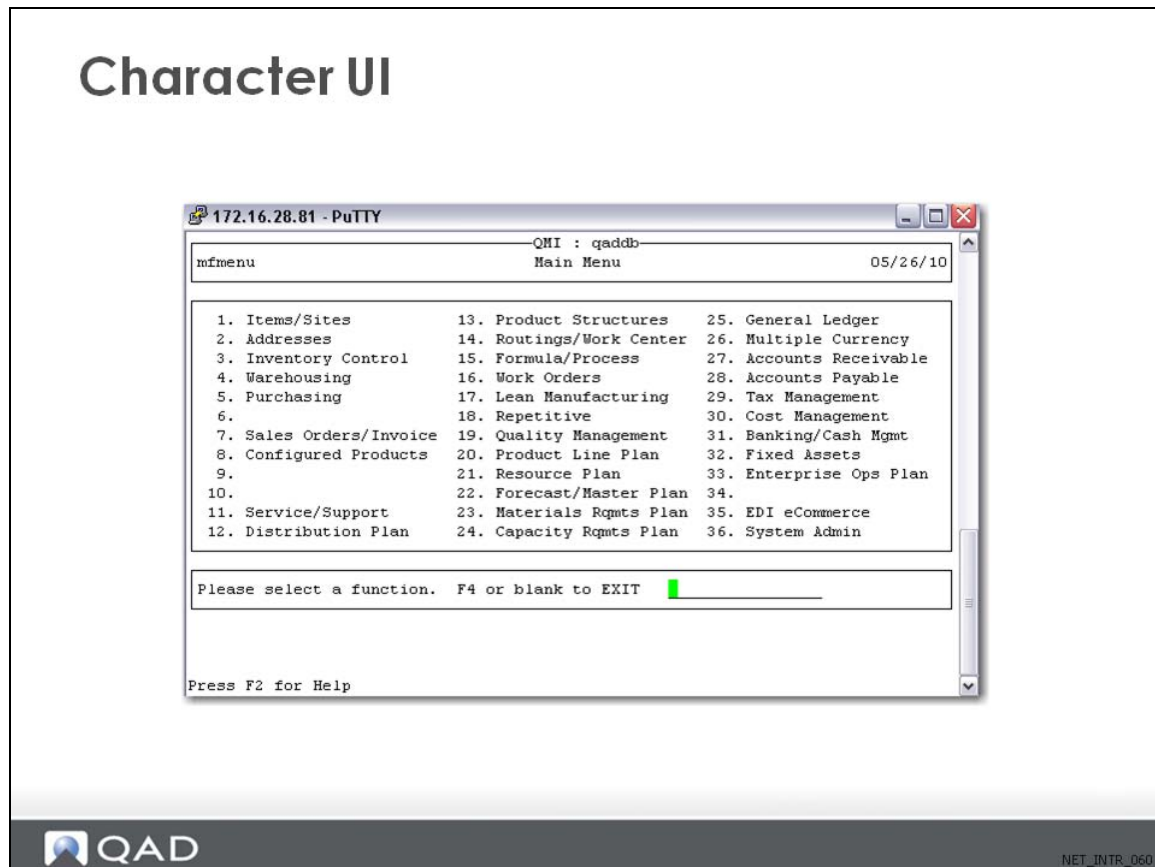 Character UI
172.16.28.81 - PuTTY
QMI : qaddb
mfmenu Main Menu 05/26/10
1. Items/Sites 13. Product Structures 25. General Ledger
2. Addresses 14. Routings/Work Center 26. Multiple Currency
3. Inventory Control 15. Formula/Process 27. Accounts Receivable
4. Warehousing 16. Work Orders 28. Accounts Payable
5. Purchasing 17. Lean Manufacturing 29. Tax Management
6. 18. Repetitive 30. Cost Management
7. Sales Orders/Invoice 19. Quality Management 31. Banking/Cash Mgmt
8. Configured Products 20. Product Line Plan 32. Fixed Assets
9. 21. Resource Plan 33. Enterprise Ops Plan
10. 22. Forecast/Master Plan 34.
11. Service/Support 23. Materials Rqmts Plan 35. EDI eCommerce
12. Distribution Plan 24. Capacity Rqmts Plan 36. System Admin
Please select a function. F4 or blank to EXIT
Press F2 for Help
QAD
NET_INTR_060